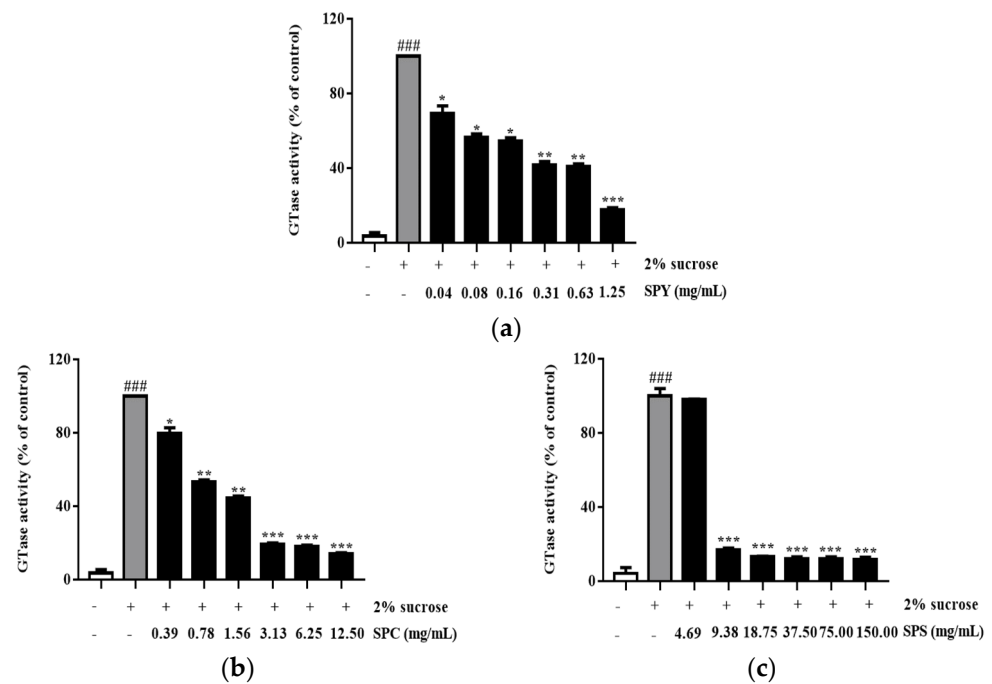 120
80
40
0
GTase activity (% of control)
###
*
*
*
**
**
***
- + + + + + + + 2% sucrose
- - 0.04 0.08 0.16 0.31 0.63 1.25 SPY (mg/mL)
(a)
120
80
40
0
GTase activity (% of control)
###
*
**
**
***
***
***
- + + + + + + + 2% sucrose
- - 0.39 0.78 1.56 3.13 6.25 12.50 SPC (mg/mL)
(b)
120
80
40
0
GTase activity (% of control)
###
***
***
***
***
***
- + + + + + + + 2% sucrose
- - 4.69 9.38 18.75 37.50 75.00 150.00 SPS (mg/mL)
(c)